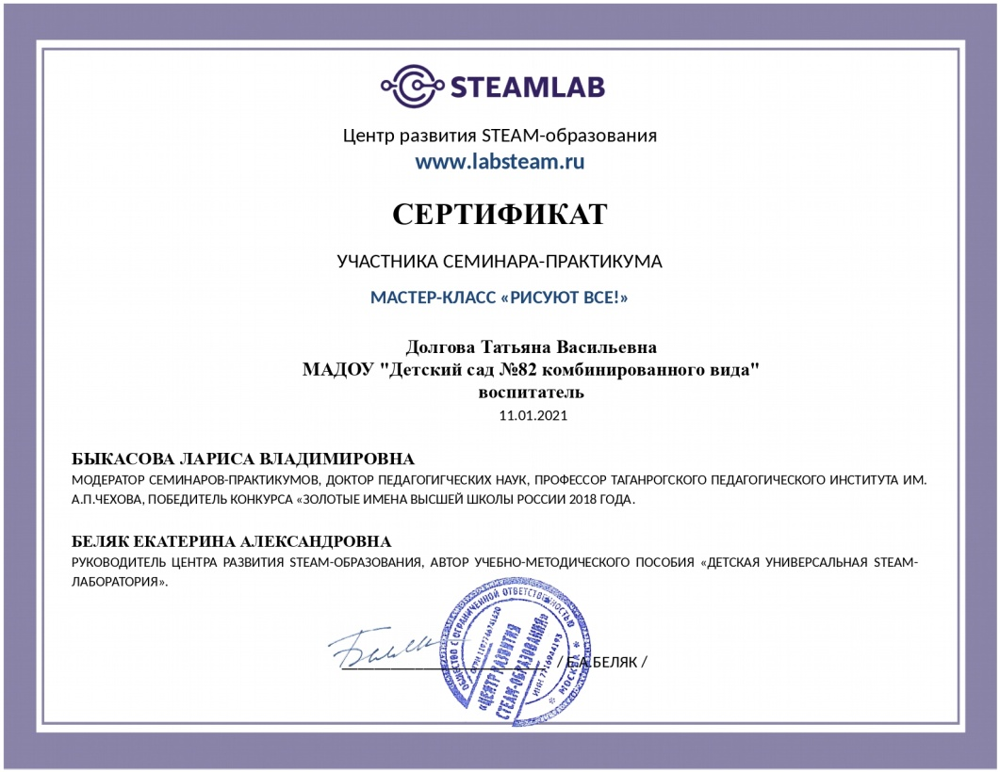 STEAMLAB
Центр развития STEAM-образования
www.labsteam.ru
СЕРТИФИКАТ
УЧАСТНИКА СЕМИНАРА-ПРАКТИКУМА
МАСТЕР-КЛАСС «РИСУЮТ ВСЕ!»
Долгова Татьяна Васильевна
МАДОУ "Детский сад №82 комбинированного вида"
воспитатель
11.01.2021
БЫКАСОВА ЛАРИСА ВЛАДИМИРОВНА
МОДЕРАТОР СЕМИНАРОВ-ПРАКТИКУМОВ, ДОКТОР ПЕДАГОГИГЧЕСКИХ НАУК, ПРОФЕССОР ТАГАНРОГСКОГО ПЕДАГОГИЧЕСКОГО ИНСТИТУТА ИМ.
А.П.ЧЕХОВА, ПОБЕДИТЕЛЬ КОНКУРСА «ЗОЛОТЫЕ ИМЕНА ВЫСШЕЙ ШКОЛЫ РОССИИ 2018 ГОДА.
БЕЛЯК ЕКАТЕРИНА АЛЕКСАНДРОВНА
РУКОВОДИТЕЛЬ ЦЕНТРА РАЗВИТИЯ STEAM-ОБРАЗОВАНИЯ, АВТОР УЧЕБНО-МЕТОДИЧЕСКОГО ПОСОБИЯ «ДЕТСКАЯ УНИВЕРСАЛЬНАЯ STEAM-
ЛАБОРАТОРИЯ».
ОБЩЕСТВО С ОГРАНИЧЕННОЙ ОТВЕТСТВЕННОСТЬЮ
«ЦЕНТР РАЗВИТИЯ
STEAM-ОБРАЗОВАНИЯ»
ИНН 7716944193
* МОСКВА *
/ Е.А.БЕЛЯК /